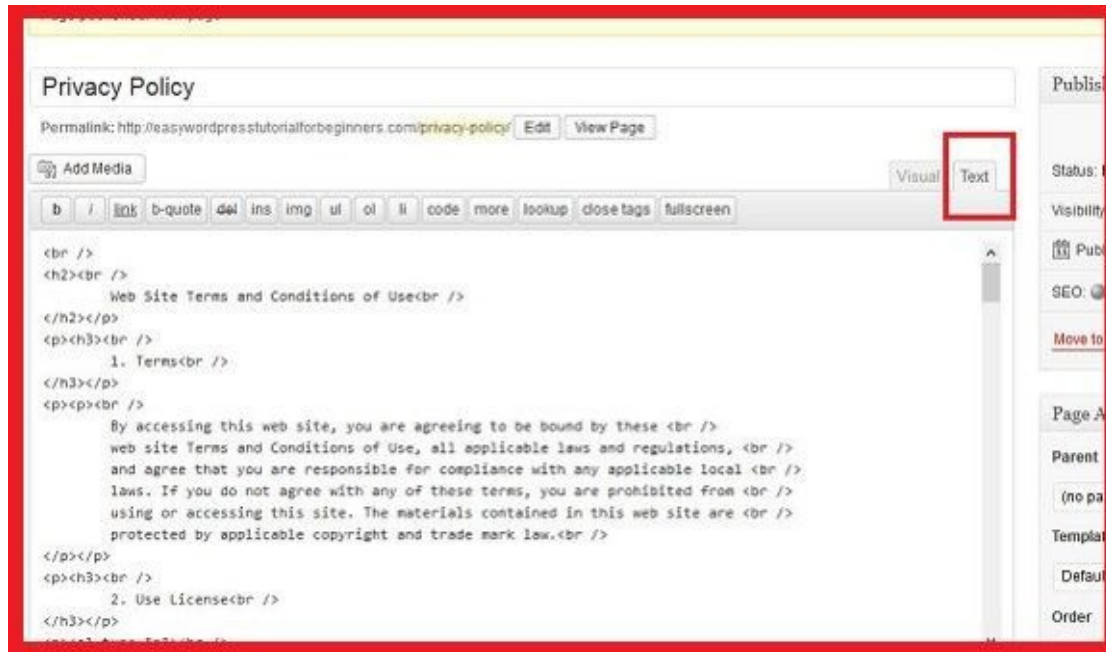 Privacy Policy
Permalink: http://easywordpresstutorialforbeginners.com/privacy-policy/ Edit View Page
Add Media
Visual Text
b i link b-quote del ins img ul ol li code more lookup close tags fullscreen
<br />
<h2><br />
Web Site Terms and Conditions of Use<br />
</h2></p>
<p><h3><br />
1. Terms<br />
</h3></p>
<p><p><br />
By accessing this web site, you are agreeing to be bound by these <br />
web site Terms and Conditions of Use, all applicable laws and regulations, <br />
and agree that you are responsible for compliance with any applicable local <br />
laws. If you do not agree with any of these terms, you are prohibited from <br />
using or accessing this site. The materials contained in this web site are <br />
protected by applicable copyright and trade mark law.<br />
</p></p>
<p><h3><br />
2. Use License<br />
</h3></p>
Publis
Status:
Visibility
Publ
SEO:
Move to
Page A
Parent
(no pa
Templat
Defaul
Order